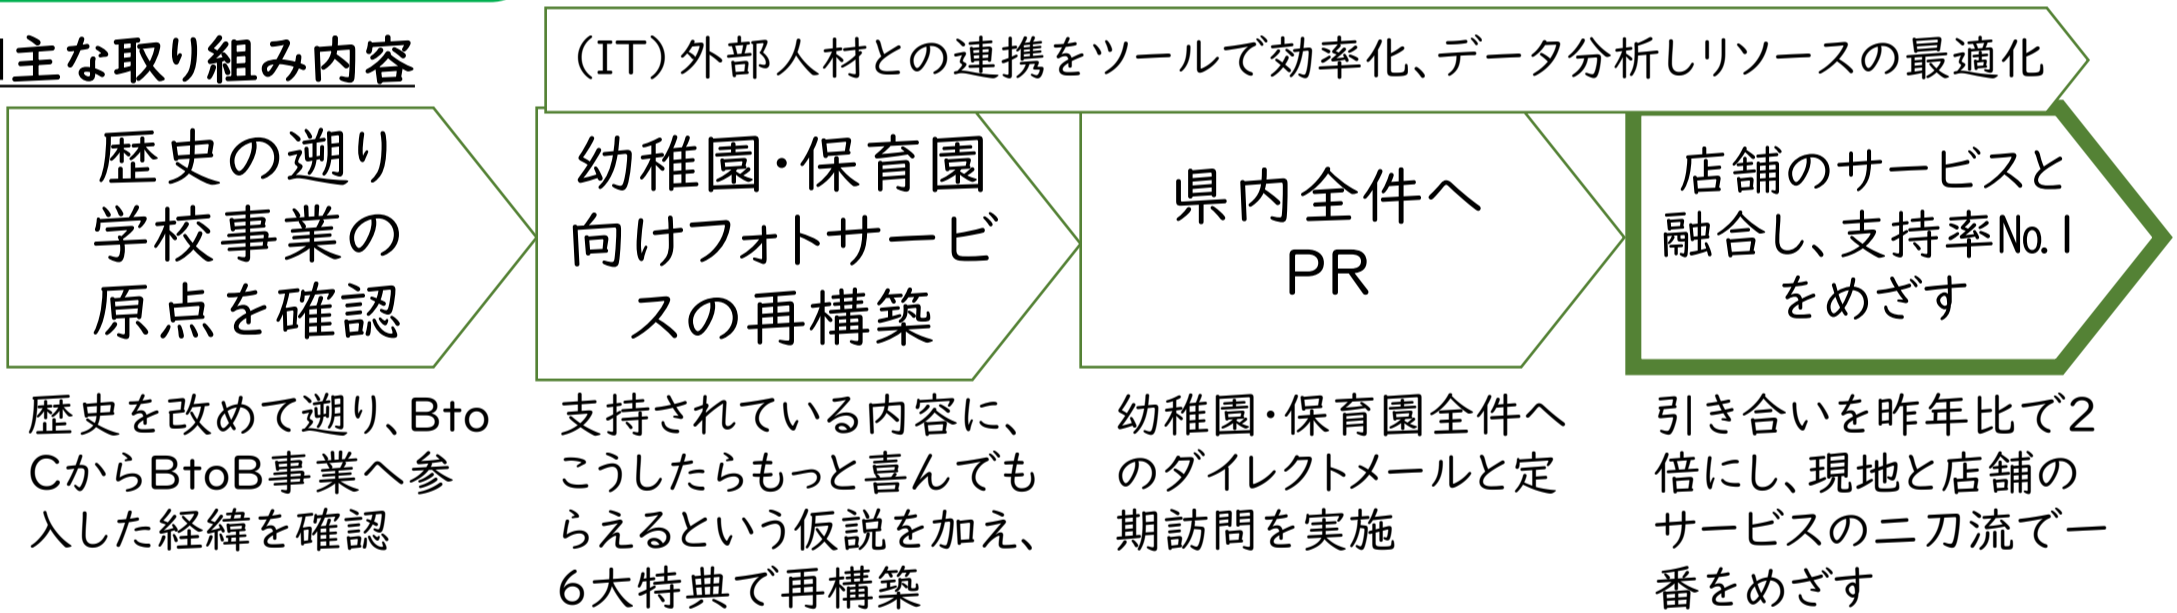 主な取り組み内容
（IT）外部人材との連携をツールで効率化、データ分析しリソースの最適化
歴史の遡り
学校事業の
原点を確認
幼稚園・保育園
向けフォトサービ
スの再構築
県内全件へ
PR
店舗のサービスと
融合し、支持率No.1
をめざす
歴史を改めて遡り、Bto
CからBtoB事業へ参
入した経緯を確認
支持されている内容に、
こうしたらもっと喜んでも
らえるという仮説を加え、
6大特典で再構築
幼稚園・保育園全件へ
のダイレクトメールと定
期訪問を実施
引き合いを昨年比で2
倍にし、現地と店舗の
サービスの二刀流で一
番をめざす